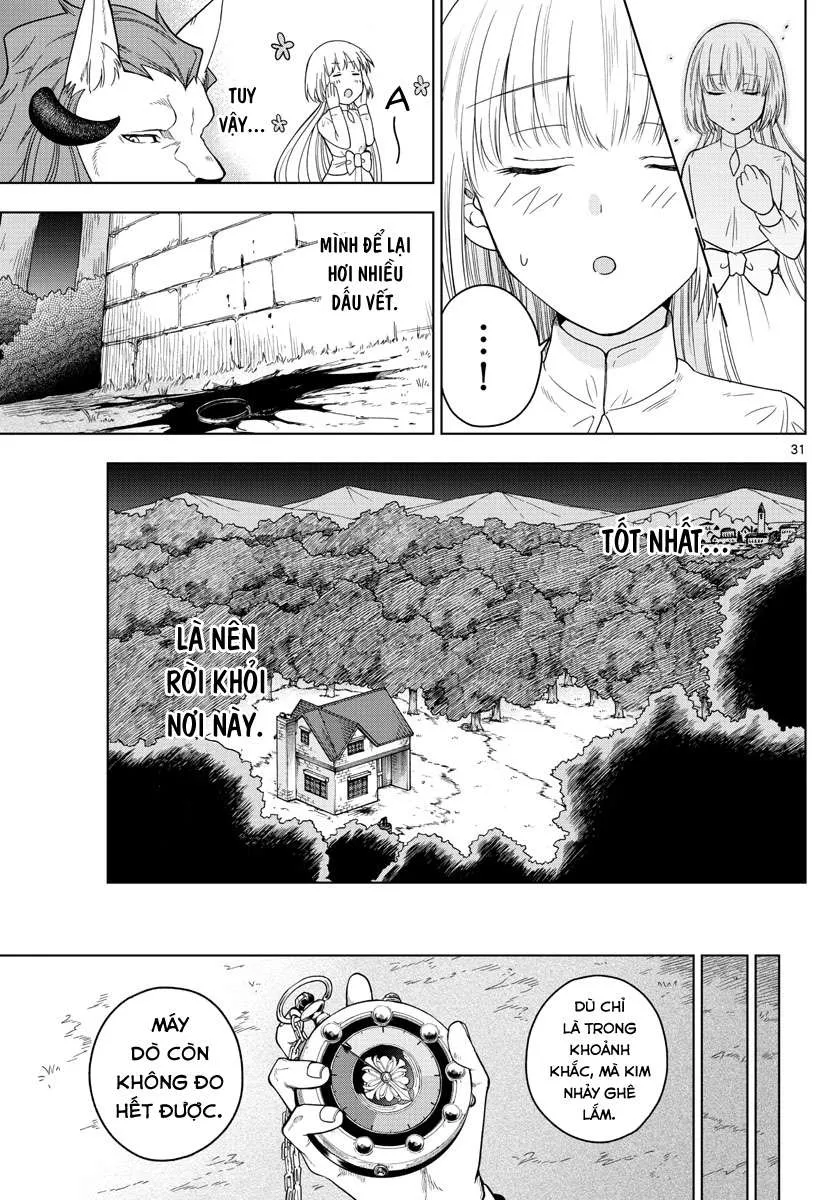 ...!
A〜
TUY
VẬY...
MÌNH ĐỂ LẠI
HƠI NHIỀU
DẤU VẾT.
31
TỐT NHẤT...
LÀ NÊN
RỜI KHỎI
NƠI NÀY.
DÙ CHỈ
LÀ TRONG
KHOẢNH
KHẮC, MÀ KIM
NHẢY GHÊ
LẮM.
MÁY
DÒ CÒN
KHÔNG ĐO
HẾT ĐƯỢC.